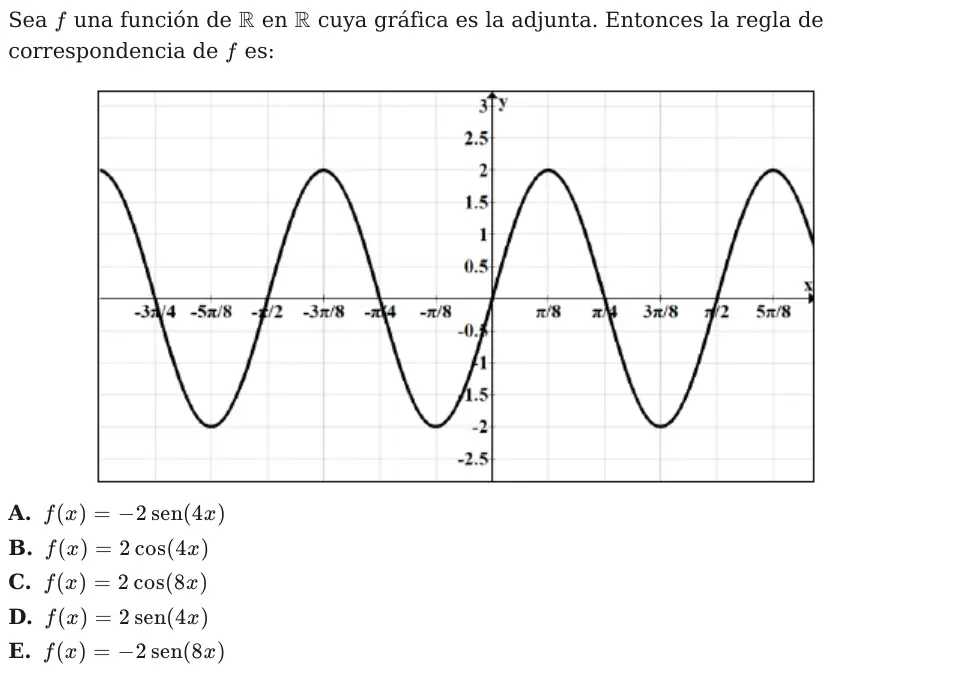 Sea f una función de ℝ en ℝ cuya gráfica es la adjunta. Entonces la regla de
correspondencia de f es:
3 y
2.5
2
1.5
1
0.5
x
-3π/4 -5π/8 -π/2 -3π/8 -π/4 -π/8 π/8 π/4 3π/8 π/2 5π/8
-0.5
-1
-1.5
-2
-2.5
A. f(x) = −2 sen(4x)
B. f(x) = 2 cos(4x)
C. f(x) = 2 cos(8x)
D. f(x) = 2 sen(4x)
E. f(x) = −2 sen(8x)